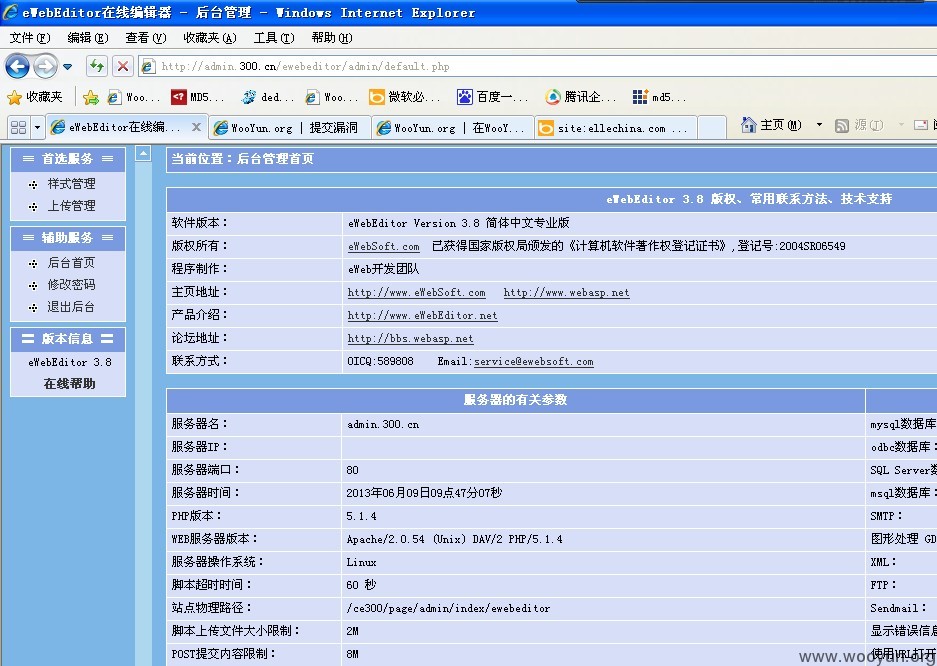 eWebEditor在线编辑器 - 后台管理 - Windows Internet Explorer
文件(F) 编辑(E) 查看(V) 收藏夹(A) 工具(T) 帮助(H)
http://admin.300.cn/ewebeditor/admin/default.php
收藏夹 Woo... MD5... ded... Woo... 微软必... 百度一... 腾讯企... md5...
eWebEditor在线编... WooYun.org | 提交漏洞 WooYun.org | 在WooY... site:ellechina.com ... 主页(M) 源(J)
首选服务
样式管理
上传管理
辅助服务
后台首页
修改密码
退出后台
版本信息
eWebEditor 3.8
在线帮助
当前位置：后台管理首页
eWebEditor 3.8 版权、常用联系方法、技术支持
软件版本： eWebEditor Version 3.8 简体中文专业版
版权所有： eWebSoft.com 已获得国家版权局颁发的《计算机软件著作权登记证书》,登记号:2004SR06549
程序制作： eWeb开发团队
主页地址： http://www.eWebSoft.com http://www.webasp.net
产品介绍： http://www.eWebEditor.net
论坛地址： http://bbs.webasp.net
联系方式： OICQ:589808 Email:service@ewebsoft.com
服务器的有关参数
服务器名： admin.300.cn mysql数据库
服务器IP： odbc数据库：
服务器端口： 80 SQL Server数
服务器时间： 2013年06月09日09点47分07秒 msql数据库：
PHP版本： 5.1.4 SMTP：
WEB服务器版本： Apache/2.0.54 (Unix) DAV/2 PHP/5.1.4 图形处理 GD
服务器操作系统： Linux XML：
脚本超时时间： 60 秒 FTP：
站点物理路径： /ce300/page/admin/index/ewebeditor Sendmail：
脚本上传文件大小限制： 2M 显示错误信息
POST提交内容限制： 8M 使用URL打开
www.wooyun.org